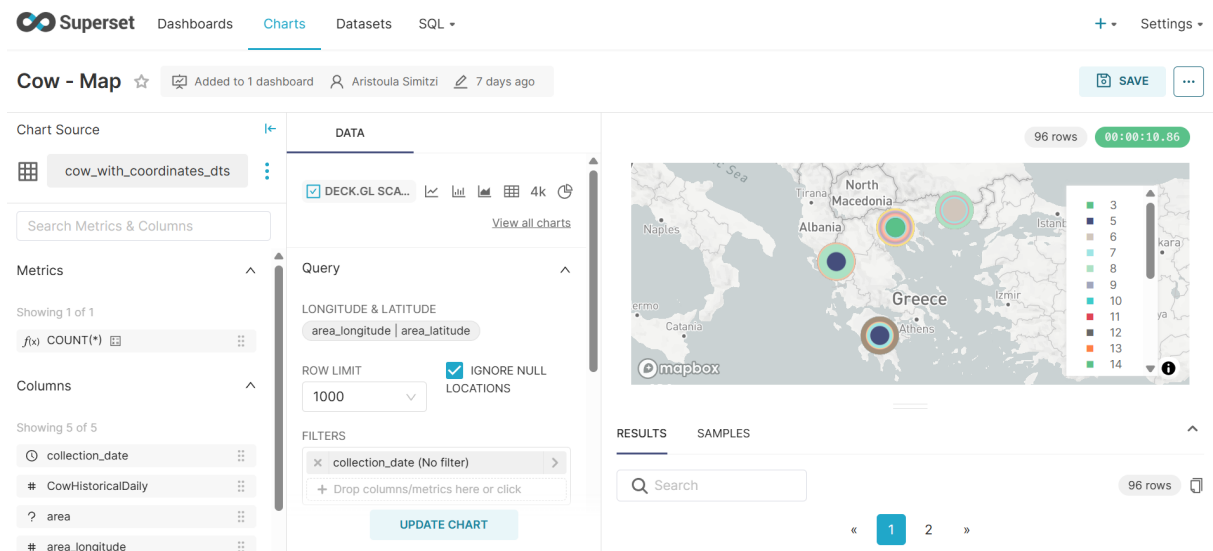 Superset Dashboards Charts Datasets SQL + Settings
Cow - Map Added to 1 dashboard Aristoula Simitzi 7 days ago SAVE ...
Chart Source
cow_with_coordinates_dts
Search Metrics & Columns
Metrics
Showing 1 of 1
f(x) COUNT(*)
Columns
Showing 5 of 5
collection_date
# CowHistoricalDaily
? area
# area_longitude
DATA
DECK.GL SCA... 4k
View all charts
Query
LONGITUDE & LATITUDE
area_longitude | area_latitude
ROW LIMIT
1000
IGNORE NULL
LOCATIONS
FILTERS
× collection_date (No filter) >
+ Drop columns/metrics here or click
UPDATE CHART
96 rows 00:00:10.86
Sea
Tirana
North
Macedonia
Albania
Naples
Istanb
kara
ermo
Catania
Greece
Athens
Izmir
ya
mapbox
3
5
6
7
8
9
10
11
12
13
14
RESULTS SAMPLES
Search
96 rows
« 1 2 »